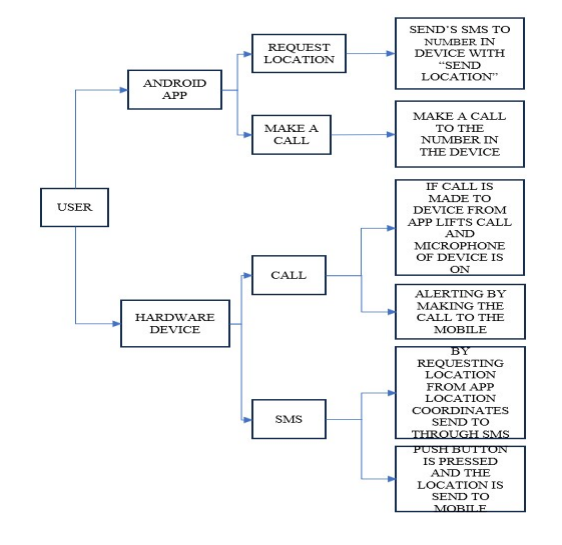 SEND'S SMS TO
NUMBER IN
DEVICE WITH
“SEND
LOCATION”
REQUEST
LOCATION
ANDROID
APP
MAKE A
CALL
MAKE A CALL
TO THE
NUMBER IN
THE DEVICE
USER
IF CALL IS
MADE TO
DEVICE FROM
APP LIFTS CALL
AND
MICROPHONE
OF DEVICE IS
ON
CALL
ALERTING BY
MAKING THE
CALL TO THE
MOBILE
HARDWARE
DEVICE
BY
REQUESTING
LOCATION
FROM APP
LOCATION
COORDINATES
SEND TO
THROUGH SMS
SMS
PUSH BUTTON
IS PRESSED
AND THE
LOCATION IS
SEND TO
MOBILE